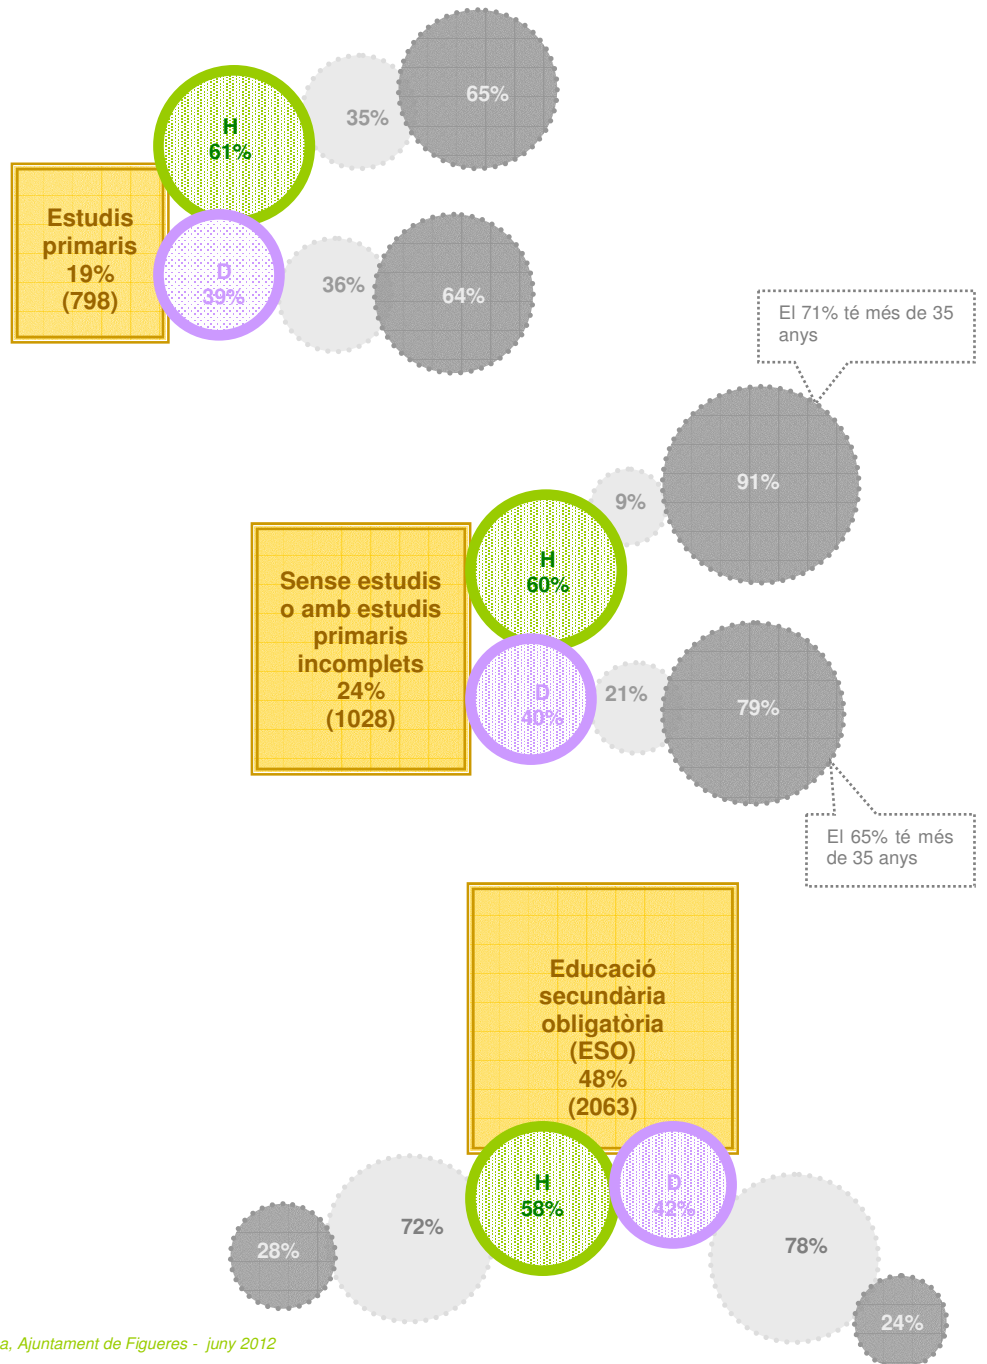 65%
35%
H
61%
Estudis
primaris
19%
(798)
D
39%
36%
64%
El 71% té més de 35
anys
91%
9%
H
60%
Sense estudis
o amb estudis
primaris
incomplets
24%
(1028)
D
40%
21%
79%
El 65% té més
de 35 anys
Educació
secundària
obligatòria
(ESO)
48%
(2063)
H
58%
D
42%
72%
28%
78%
24%
a, Ajuntament de Figueres - juny 2012